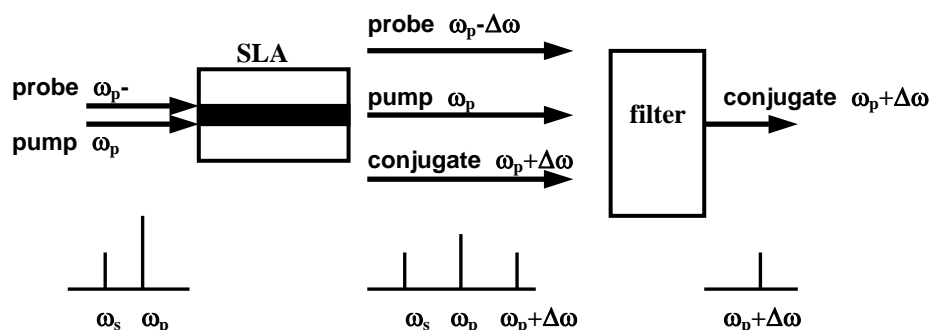 probe ωp-Δω
SLA
probe ωp-
pump ωp
pump ωp
filter
conjugate ωp+Δω
conjugate ωp+Δω
ωs ωp
ωs ωp ωp+Δω
ωp+Δω